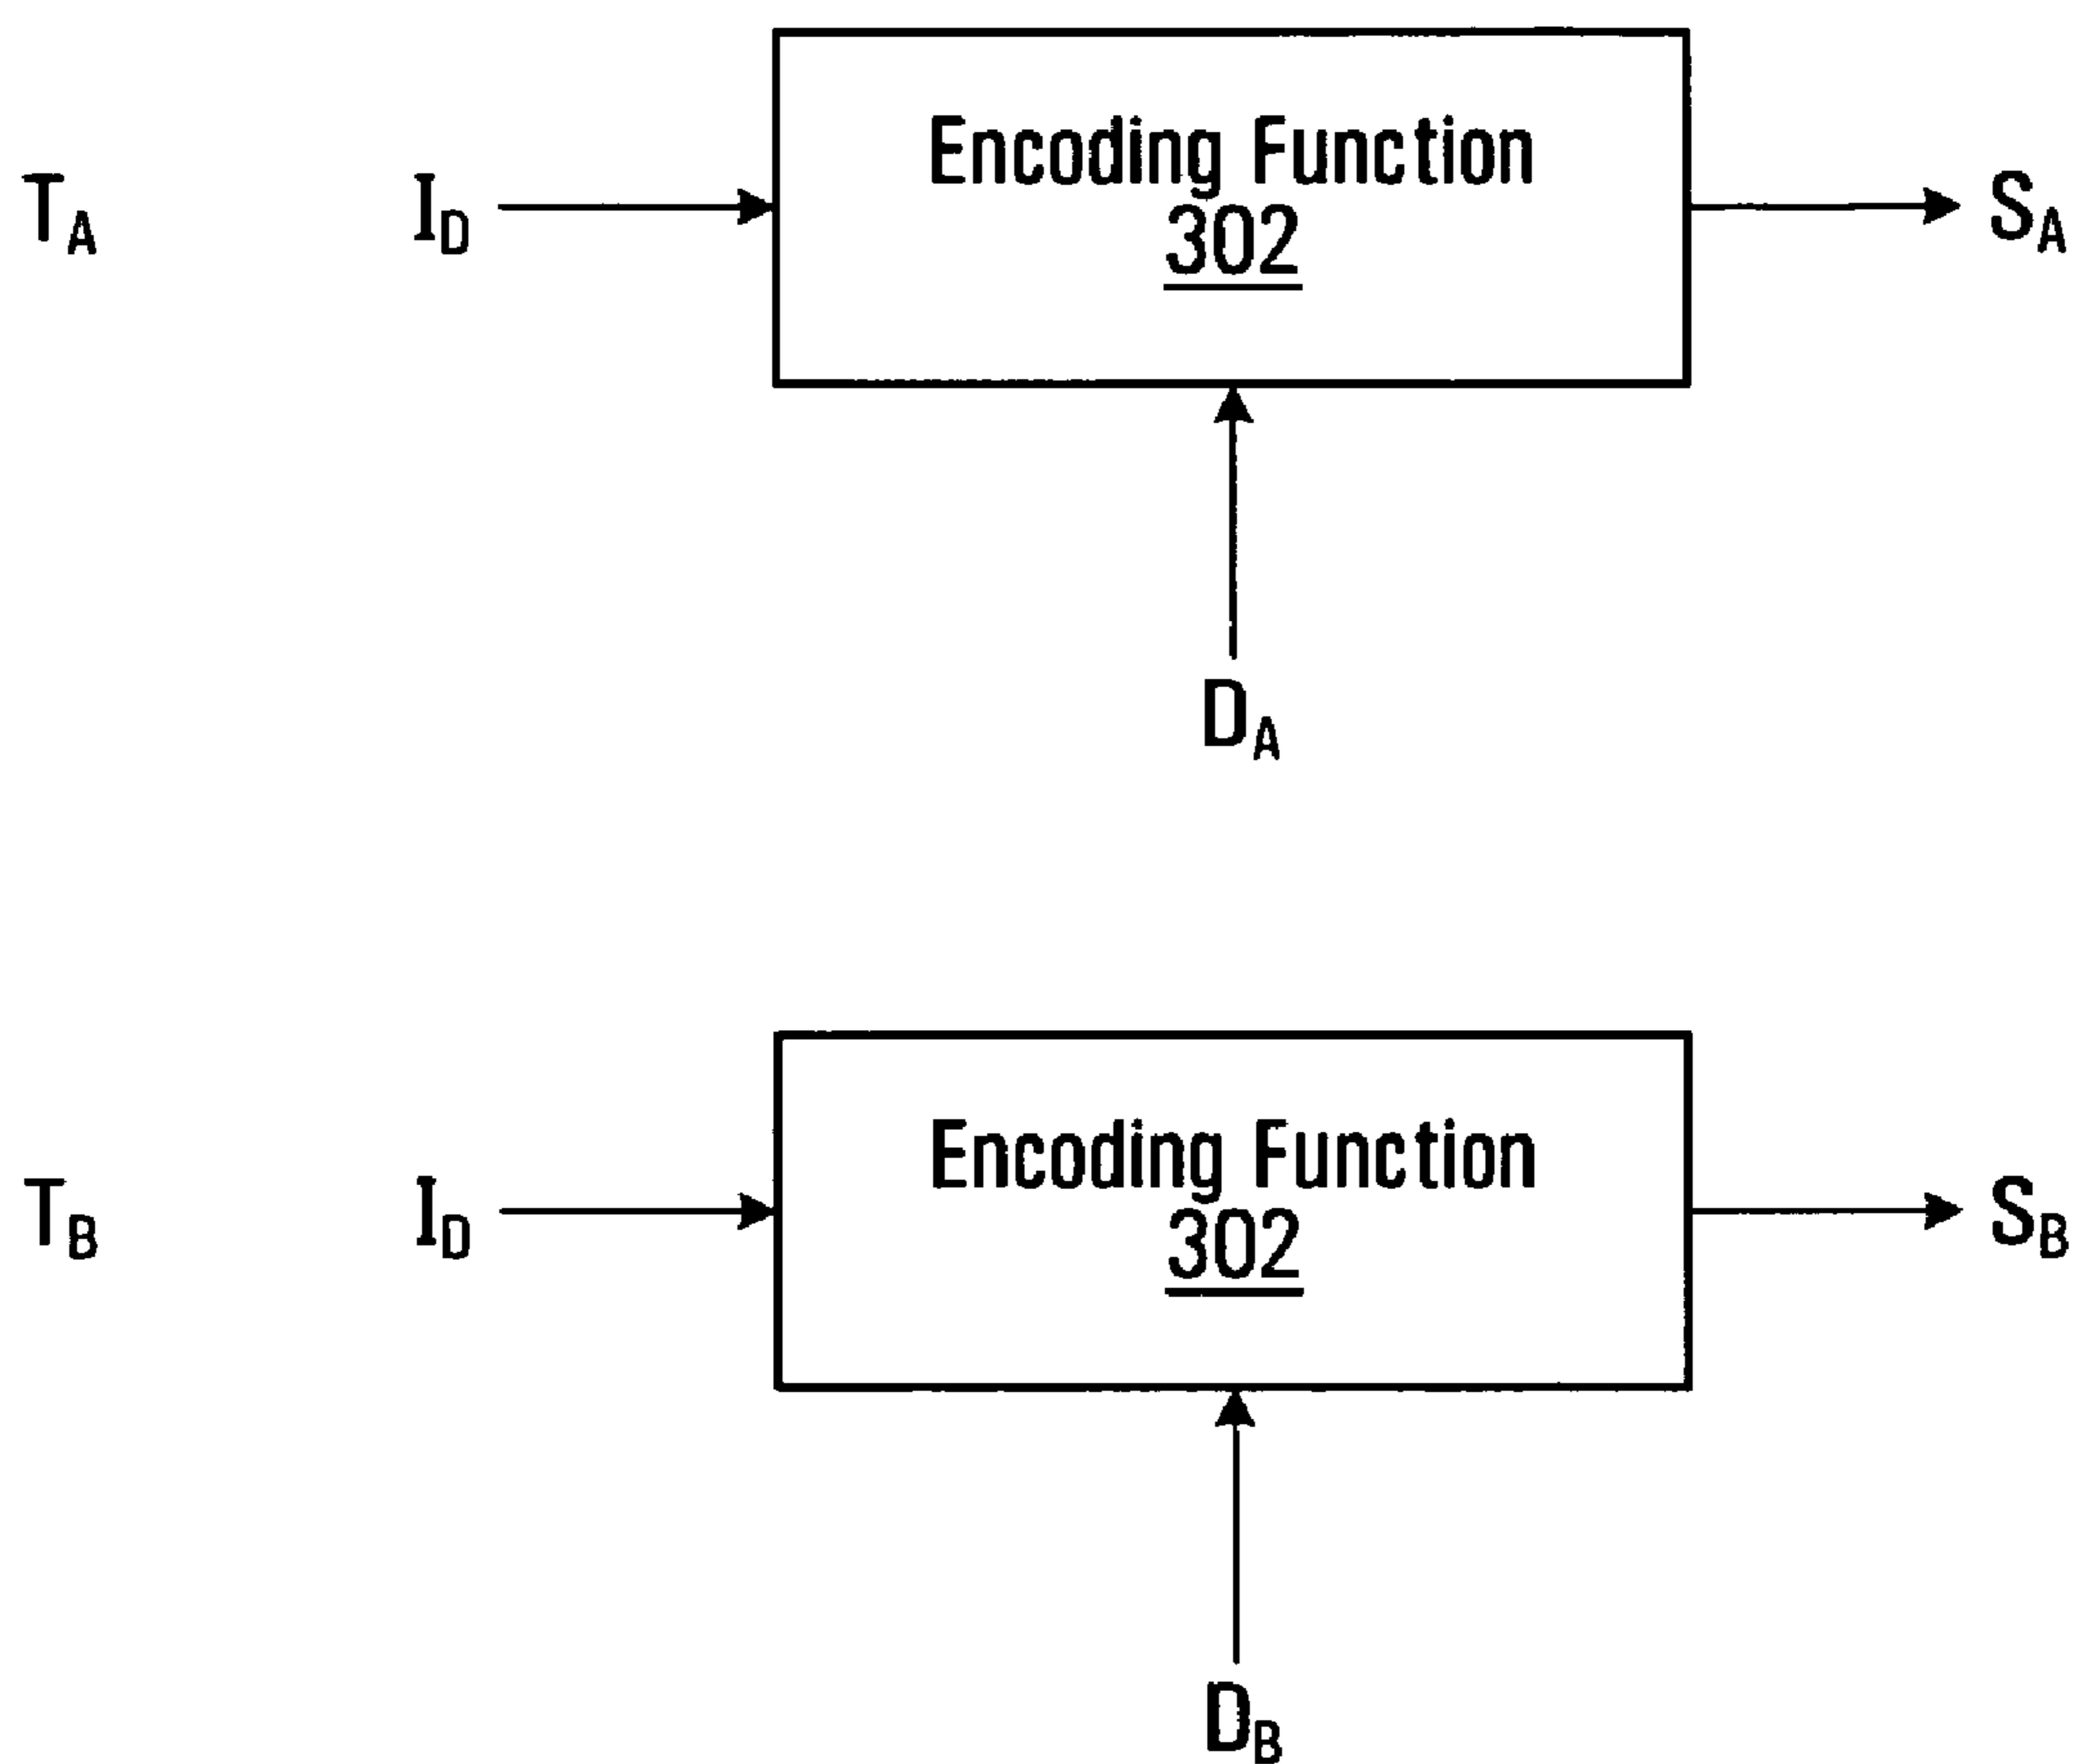 Encoding Function
T_A I_D 302 S_A
D_A
Encoding Function
T_B I_D 302 S_B
D_B